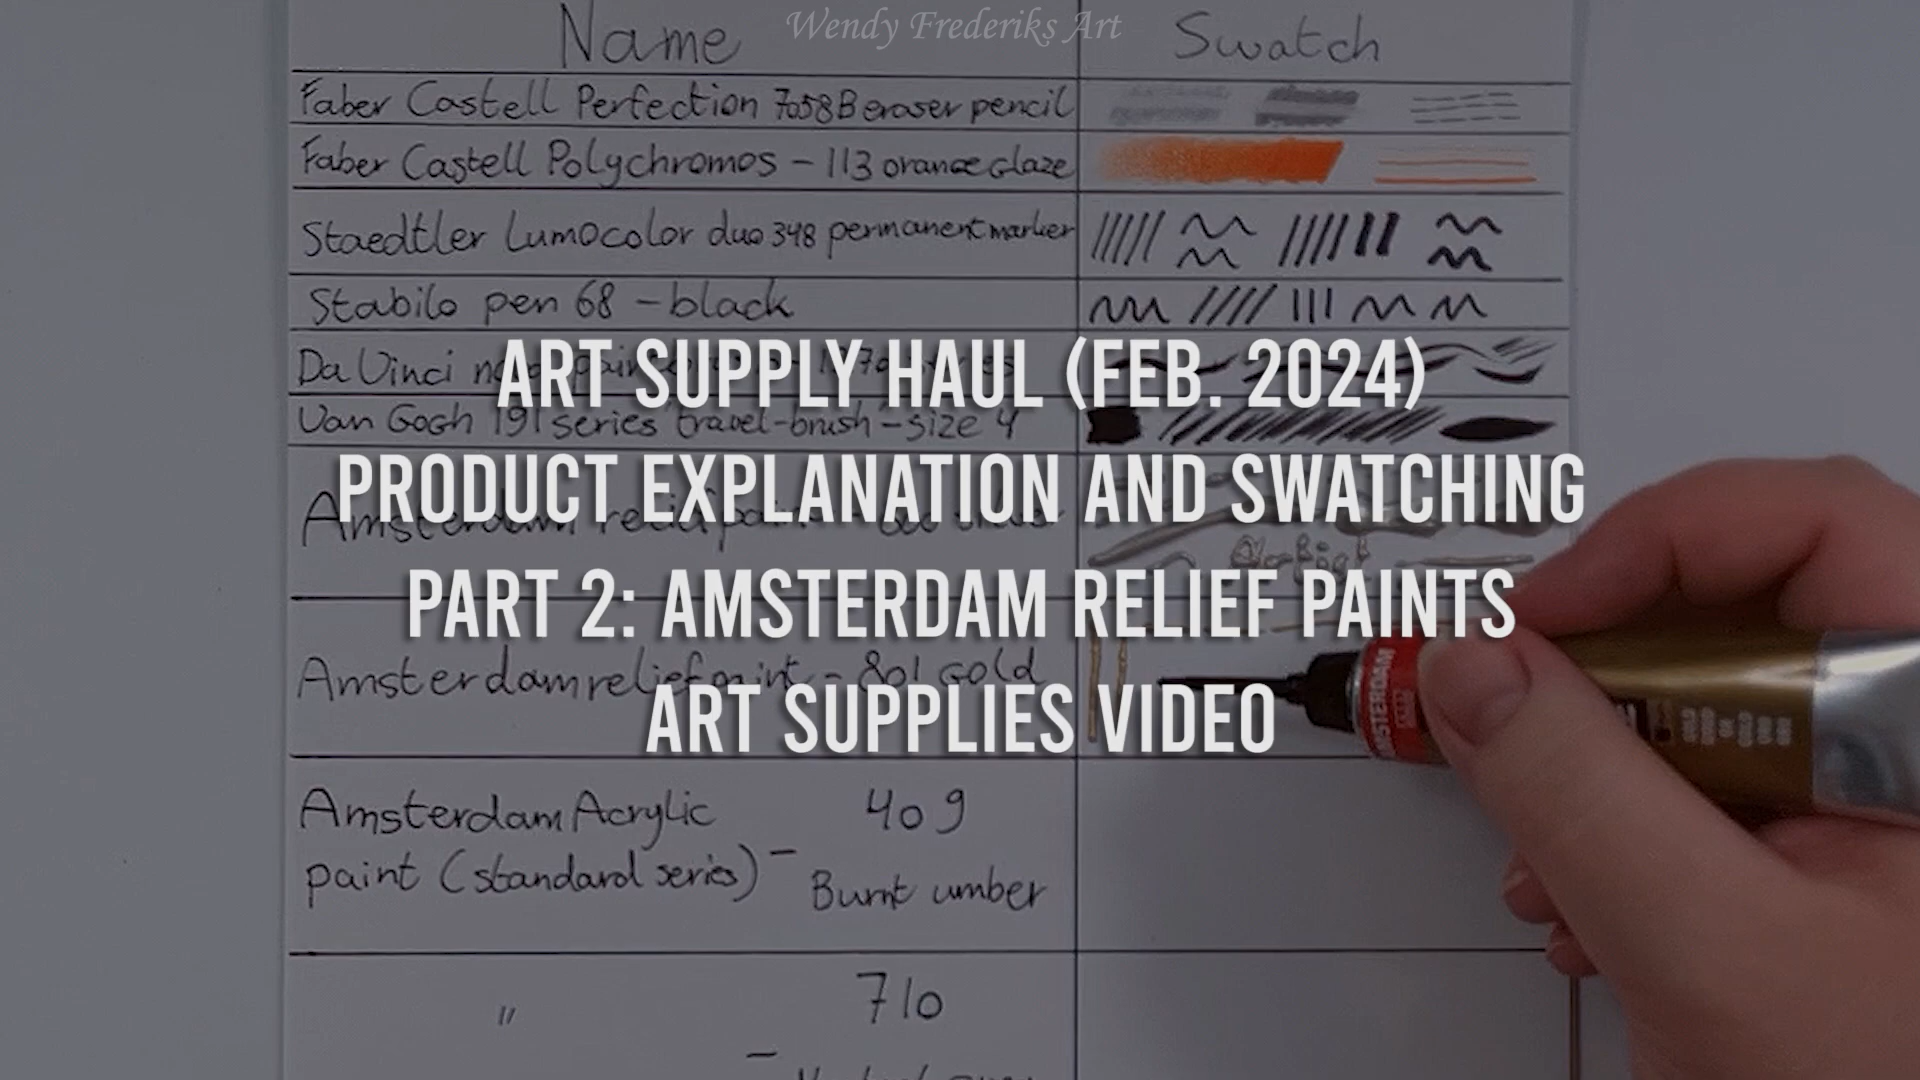 Wendy Frederiks Art
Name Swatch
Faber Castell Perfection 7058B eraser pencil
Faber Castell Polychromos - 113 orange glaze
Staedtler Lumocolor duo 348 permanent marker
Stabilo pen 68 - black
Da Vinci
ART SUPPLY HAUL (FEB. 2024)
Van Gogh 191 series travel-brush - size 4
PRODUCT EXPLANATION AND SWATCHING
Amsterdam relief paint
PART 2: AMSTERDAM RELIEF PAINTS
Amsterdam relief paint - 801 Gold
AMSTERDAM
ART SUPPLIES VIDEO
Amsterdam Acrylic 409
paint (standard series) - Burnt umber
" 710
-